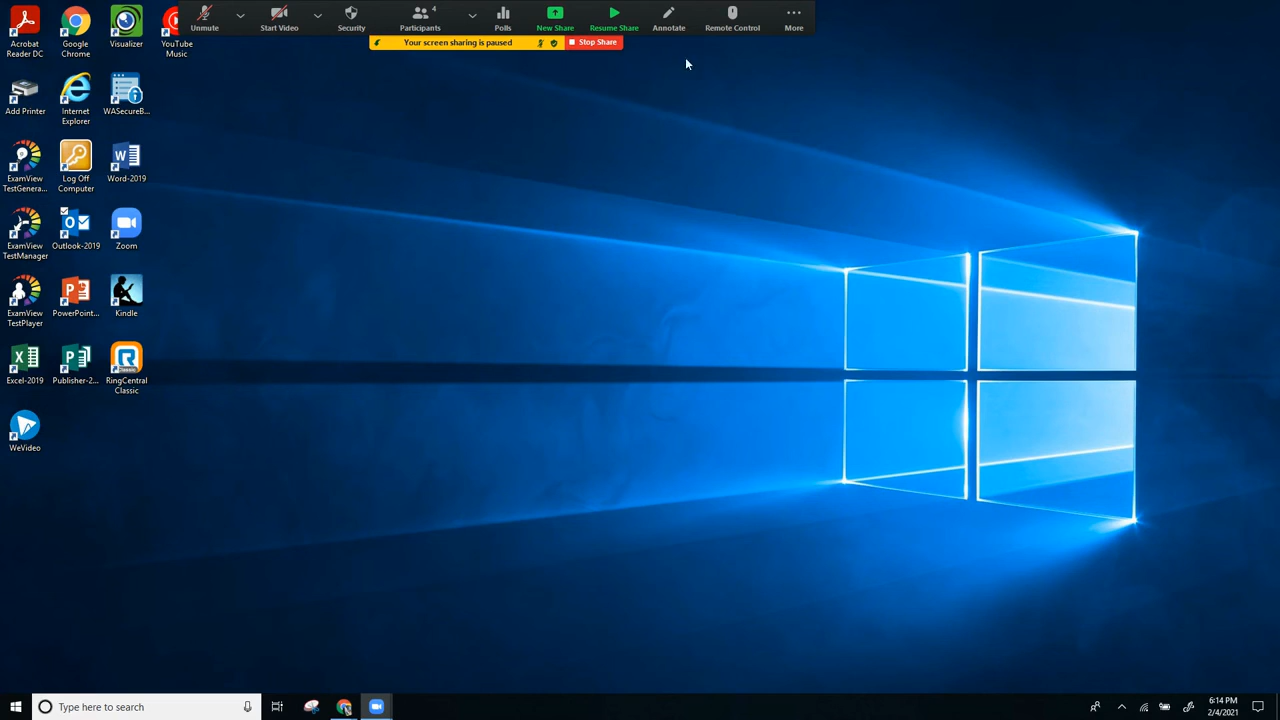 Unmute
Start Video
Security
4
Participants
Polls
New Share
Resume Share
Annotate
Remote Control
More
Your screen sharing is paused
Stop Share
Acrobat
Reader DC
Google
Chrome
Visualizer
YouTube
Music
Add Printer
Internet
Explorer
WASecureB...
ExamView
TestGenera...
Log Off
Computer
Word-2019
ExamView
TestManager
Outlook-2019
Zoom
ExamView
TestPlayer
PowerPoint...
Kindle
Excel-2019
Publisher-2...
RingCentral
Classic
WeVideo
Type here to search
6:14 PM
2/4/2021